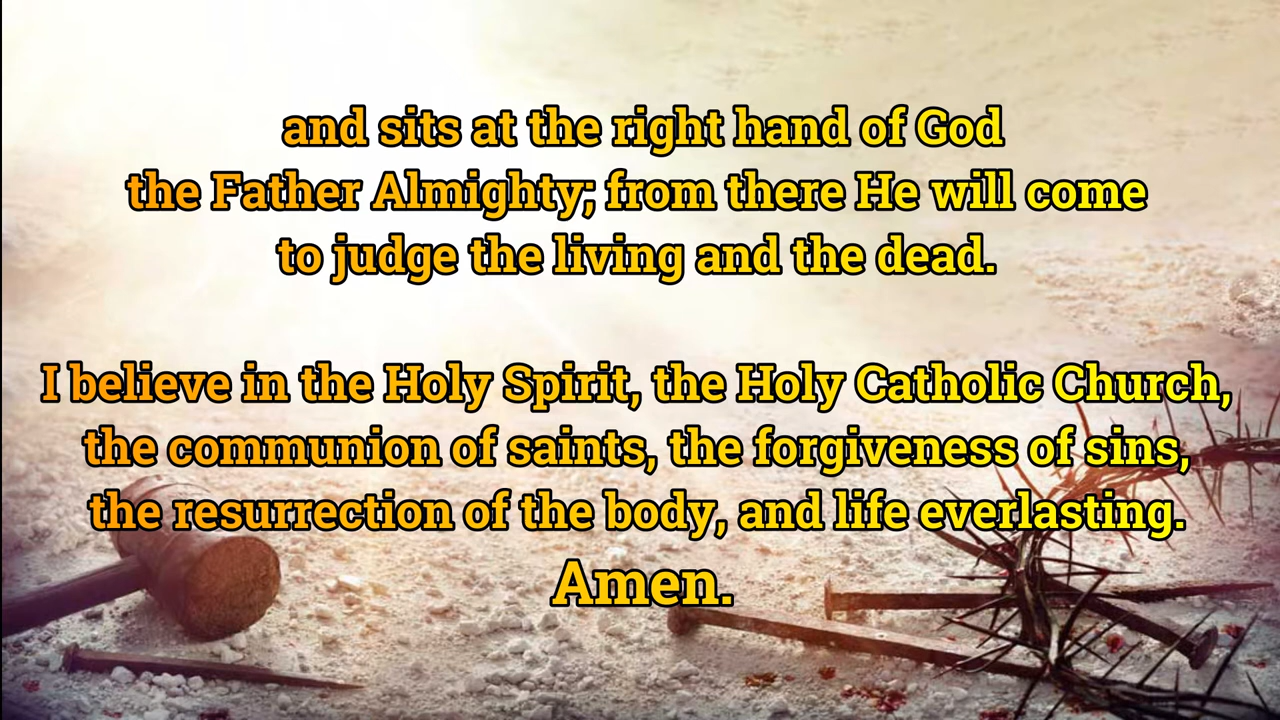 and sits at the right hand of God
the Father Almighty; from there He will come
to judge the living and the dead.
I believe in the Holy Spirit, the Holy Catholic Church,
the communion of saints, the forgiveness of sins,
the resurrection of the body, and life everlasting.
Amen.